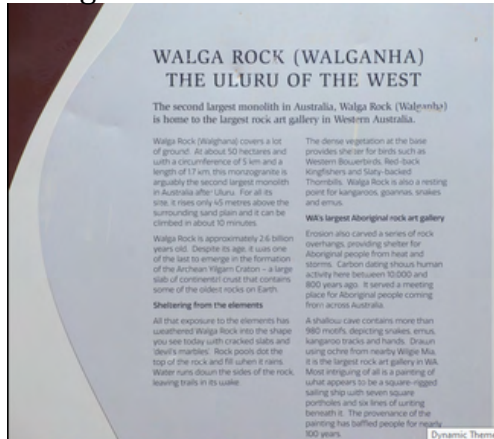 WALGA ROCK (WALGANHA)
THE ULURU OF THE WEST
The second largest monolith in Australia, Walga Rock (Walganha)
is home to the largest rock art gallery in Western Australia.
Walga Rock (Walghana) covers a lot
of ground. At about 50 hectares and
with a circumference of 5 km and a
length of 1.7 km, this monzogranite is
arguably the second largest monolith
in Australia after Uluru. For all its
size, it rises only 45 metres above the
surrounding sand plain and it can be
climbed in about 10 minutes.
Walga Rock is approximately 2.6 billion
years old. Despite its age, it was one
of the last to emerge in the formation
of the Archean Yilgarn Craton – a large
slab of continental crust that contains
some of the oldest rocks on Earth.
Sheltering from the elements
All that exposure to the elements has
weathered Walga Rock into the shape
you see today with cracked slabs and
'devil's marbles'. Rock pools dot the
top of the rock and fill when it rains.
Water runs down the sides of the rock,
leaving trails in its wake.
The dense vegetation at the base
provides shelter for birds such as
Western Bowerbirds, Red-back
Kingfishers and Slaty-backed
Thornbills. Walga Rock is also a resting
point for kangaroos, goannas, snakes
and emus.
WA's largest Aboriginal rock art gallery
Erosion also carved a series of rock
overhangs, providing shelter for
Aboriginal people from heat and
storms. Carbon dating shows human
activity here between 10,000 and
800 years ago. It served a meeting
place for Aboriginal people coming
from across Australia.
A shallow cave contains more than
980 motifs, depicting snakes, emus,
kangaroo tracks and hands. Drawn
using ochre from nearby Wilgie Mia,
it is the largest rock art gallery in WA.
Most intriguing of all is a painting of
what appears to be a square-rigged
sailing ship with seven square
portholes and six lines of writing
beneath it. The provenance of the
painting has baffled people for nearly
100 years.
Dynamic Theme